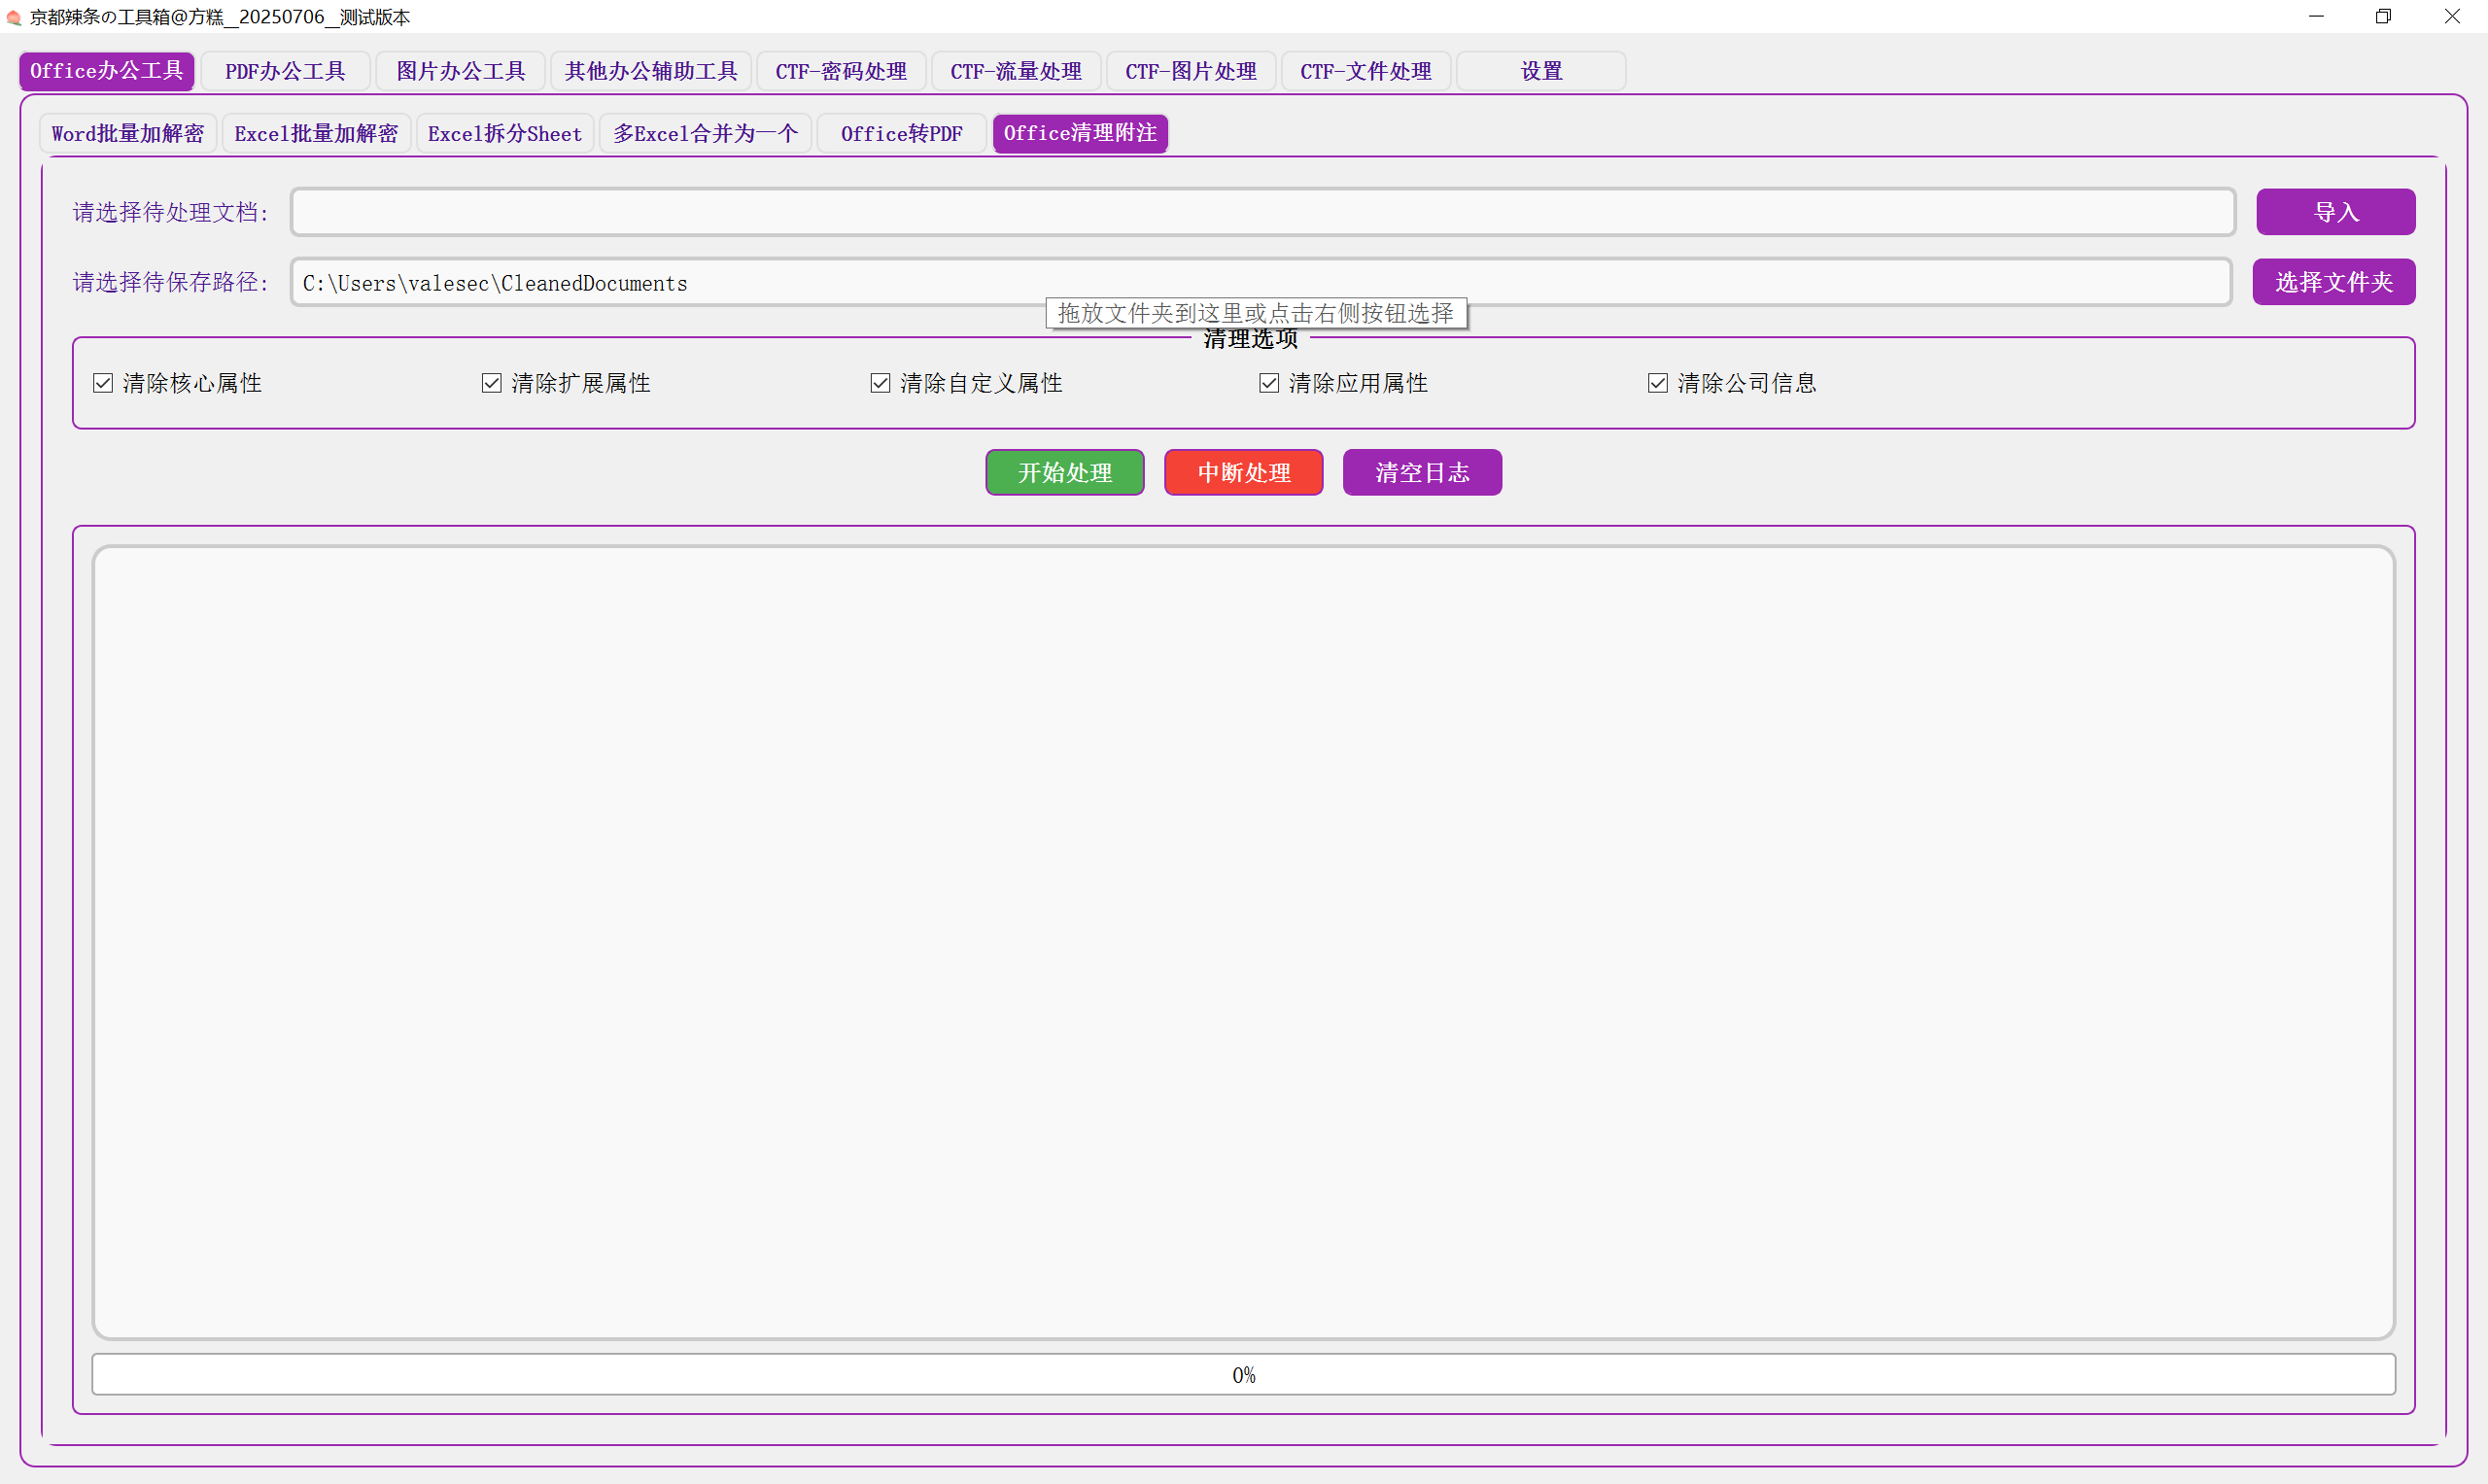 京都辣条の工具箱@方糕__20250706__测试版本
Office办公工具 PDF办公工具 图片办公工具 其他办公辅助工具 CTF-密码处理 CTF-流量处理 CTF-图片处理 CTF-文件处理 设置
Word批量加解密 Excel批量加解密 Excel拆分Sheet 多Excel合并为一个 Office转PDF Office清理附注
请选择待处理文档: 导入
请选择待保存路径: C:\Users\valesec\CleanedDocuments 选择文件夹
拖放文件夹到这里或点击右侧按钮选择
清理选项
清除核心属性 清除扩展属性 清除自定义属性 清除应用属性 清除公司信息
开始处理 中断处理 清空日志
0%